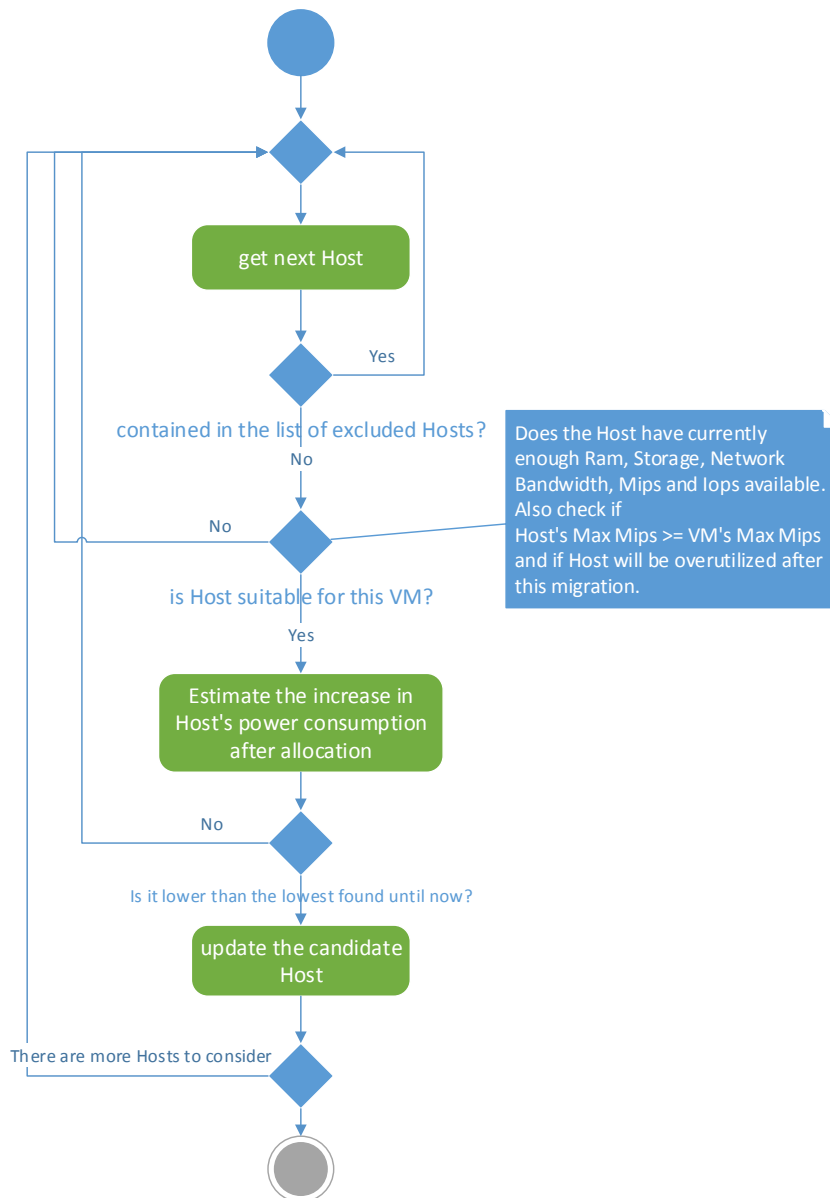 get next Host
Yes
contained in the list of excluded Hosts?
No
Does the Host have currently
enough Ram, Storage, Network
Bandwidth, Mips and Iops available.
Also check if
Host's Max Mips >= VM's Max Mips
and if Host will be overutilized after
this migration.
No
is Host suitable for this VM?
Yes
Estimate the increase in
Host's power consumption
after allocation
No
Is it lower than the lowest found until now?
update the candidate
Host
There are more Hosts to consider